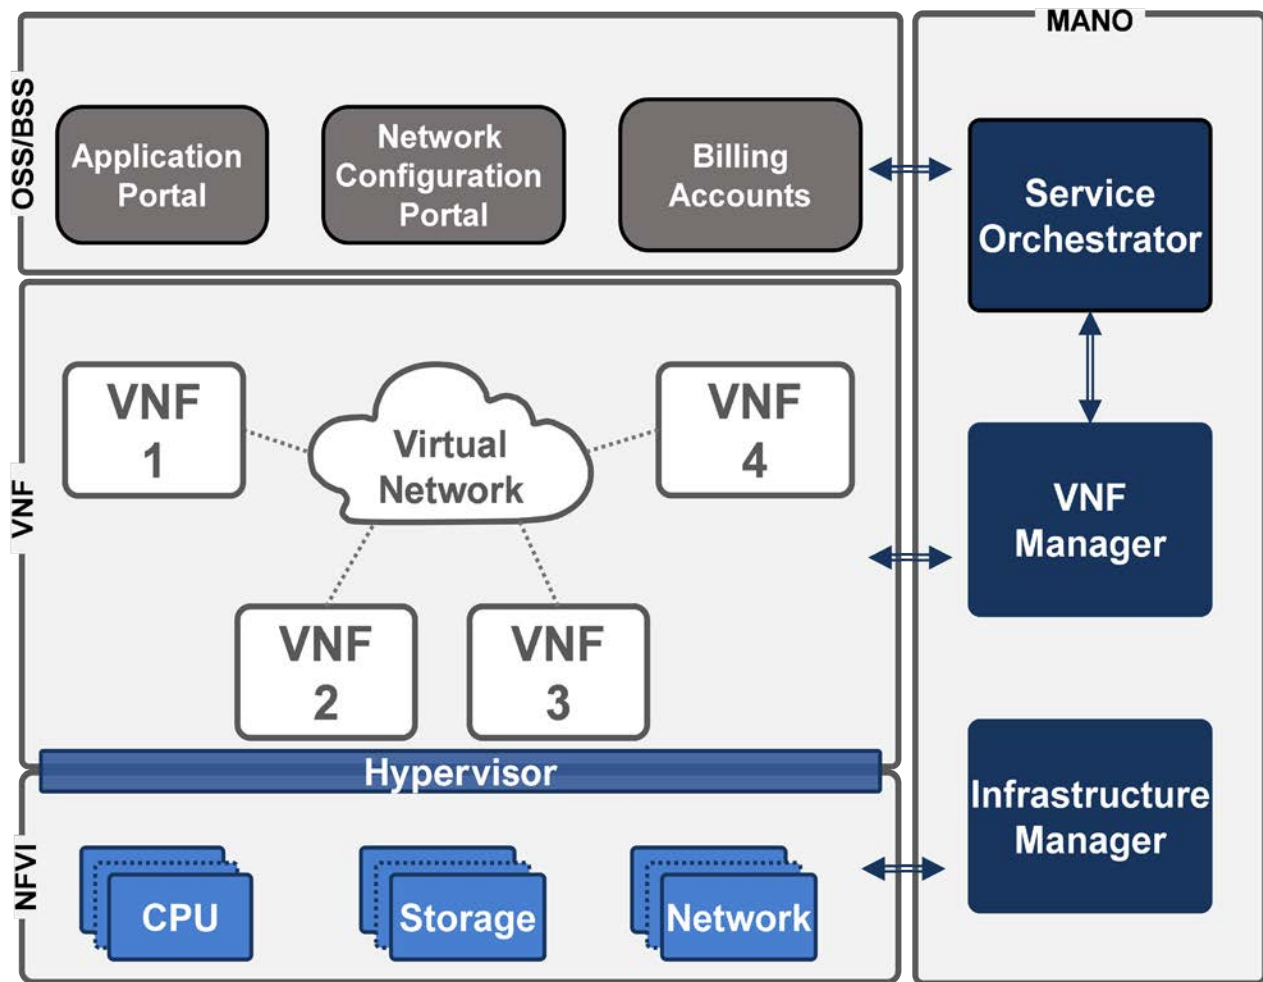 MANO
OSS/BSS
Application
Portal
Network
Configuration
Portal
Billing
Accounts
Service
Orchestrator
VNF
VNF
1
Virtual
Network
VNF
4
VNF
2
VNF
3
VNF
Manager
Hypervisor
Infrastructure
Manager
NFVI
CPU
Storage
Network